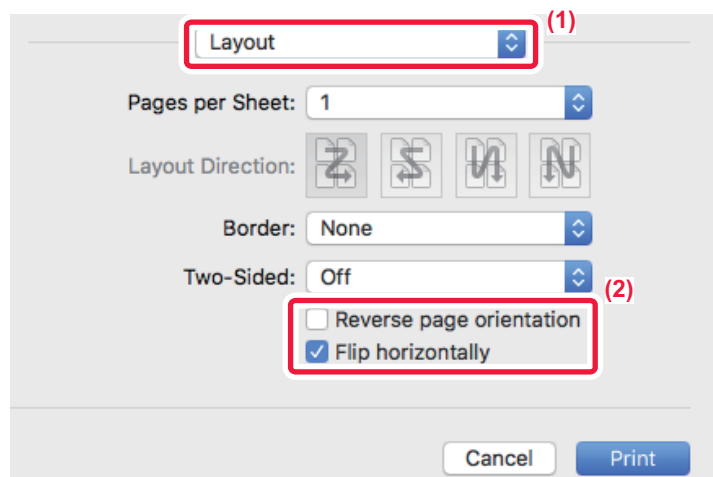 (1)
Layout
Pages per Sheet: 1
Layout Direction:
Border: None
Two-Sided: Off
(2)
Reverse page orientation
Flip horizontally
Cancel Print